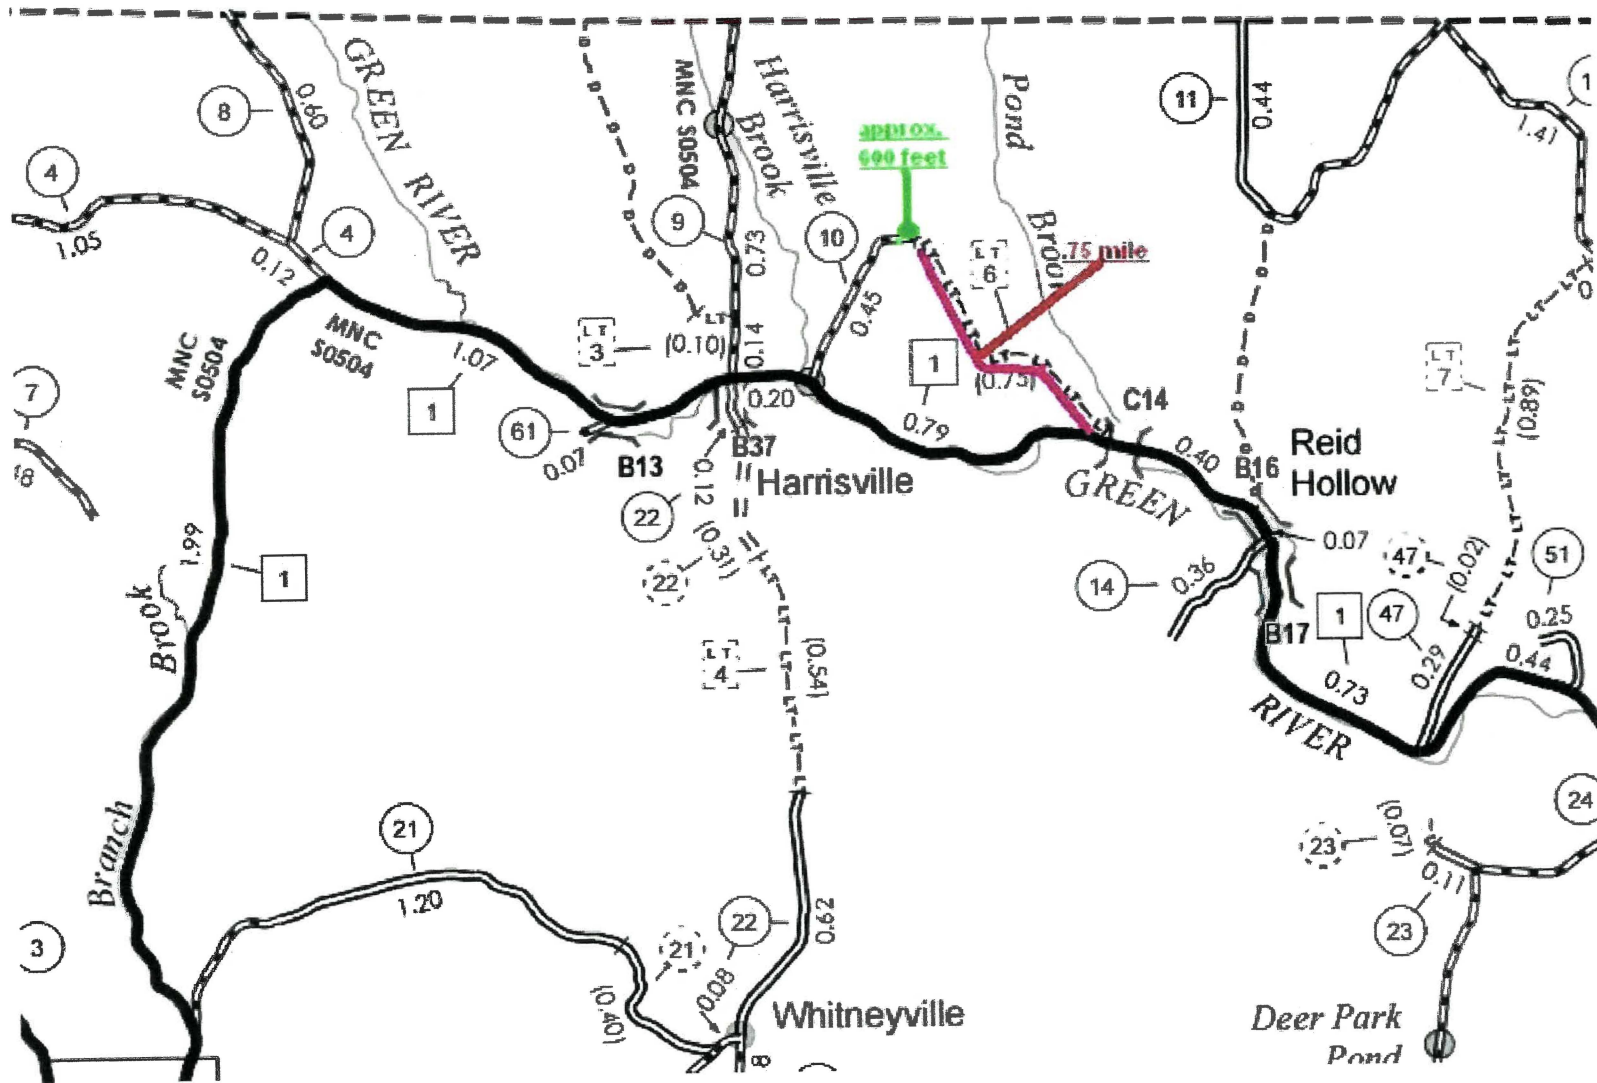 8
0.60
GREEN RIVER
4
1.05
0.12
4
MNC
S0504
MNC
S0504
1.07
1
7
61
0.07
B13
LT
3
(0.10)
LT
MNC S0504
Harrisville
Brook
9
0.73
0.14
0.20
10
0.45
approx.
600 feet
Pond
Brook
LT
6
.75 mile
1
(0.75)
0.79
C14
GREEN
0.40
B16
Reid
Hollow
11
0.44
1.41
LT
7
(0.89)
B37
Harrisville
22
0.12
(0.31)
22
LT
4
(0.54)
1.99
1
Brook
Branch
14
0.36
0.07
B17
1
0.73
RIVER
47
(0.02)
47
0.29
51
0.25
0.44
21
1.20
21
(0.40)
0.08
22
0.62
Whitneyville
3
23
(0.07)
0.11
23
24
Deer Park
Pond